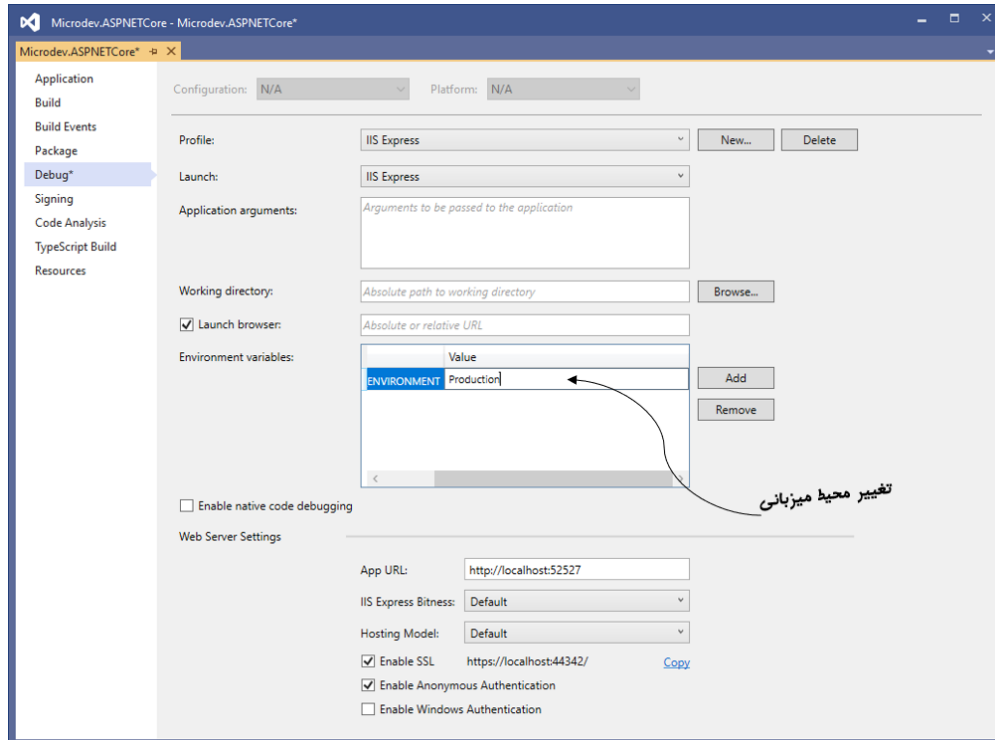 Microdev.ASPNETCore - Microdev.ASPNETCore*
Microdev.ASPNETCore*
Application
Build
Build Events
Package
Debug*
Signing
Code Analysis
TypeScript Build
Resources
Configuration: N/A Platform: N/A
Profile: IIS Express New... Delete
Launch: IIS Express
Application arguments: Arguments to be passed to the application
Working directory: Absolute path to working directory Browse...
Launch browser: Absolute or relative URL
Environment variables: Value
ENVIRONMENT Production Add
Remove
تغییر محیط میزبانی
Enable native code debugging
Web Server Settings
App URL: http://localhost:52527
IIS Express Bitness: Default
Hosting Model: Default
Enable SSL https://localhost:44342/ Copy
Enable Anonymous Authentication
Enable Windows Authentication